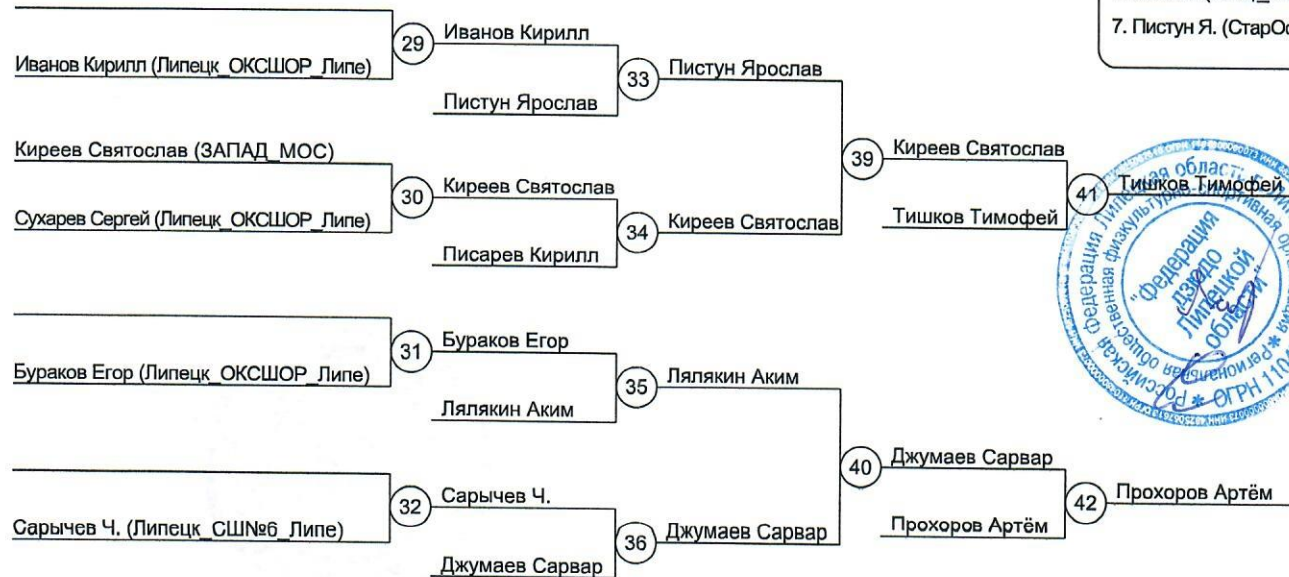 7. Пистун Я.
29
Иванов Кирилл
Иванов Кирилл (Липецк_ОКСШОР_Липе)
33
Пистун Ярослав
Пистун Ярослав
Киреев Святослав (ЗАПАД_МОС)
39
Киреев Святослав
30
Киреев Святослав
41
Тишков Тимофей
Сухарев Сергей (Липецк_ОКСШОР_Липе)
34
Киреев Святослав
Тишков Тимофей
Писарев Кирилл
31
Бураков Егор
Бураков Егор (Липецк_ОКСШОР_Липе)
35
Лялякин Аким
Лялякин Аким
40
Джумаев Сарвар
32
Сарычев Ч.
42
Прохоров Артём
Сарычев Ч. (Липецк_СШ№6_Липе)
36
Джумаев Сарвар
Прохоров Артём
Джумаев Сарвар
"Федерация
дзюдо
Липецкой
области"